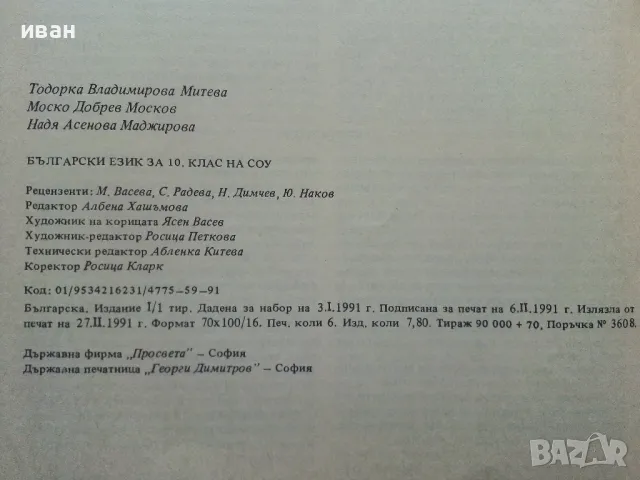 иван
Тодорка Владимирова Митева
Моско Добрев Москов
Надя Асенова Маджирова
БЪЛГАРСКИ ЕЗИК ЗА 10. КЛАС НА СОУ
Рецензенти: М. Васева, С. Радева, Н. Димчев, Ю. Наков
Редактор Албена Хашъмова
Художник на корицата Ясен Васев
Художник-редактор Росица Петкова
Технически редактор Абленка Китева
Коректор Росица Кларк
Код: 01/9534216231/4775-59-91
Българска. Издание I/1 тир. Дадена за набор на 3.I.1991 г. Подписана за печат на 6.II.1991 г. Излязла от
печат на 27.II.1991 г. Формат 70x100/16. Печ. коли 6. Изд. коли 7,80. Тираж 90 000 + 70, Поръчка № 3608.
Държавна фирма „Просвета" – София
Държавна печатница „Георги Димитров" – София
BAZAR